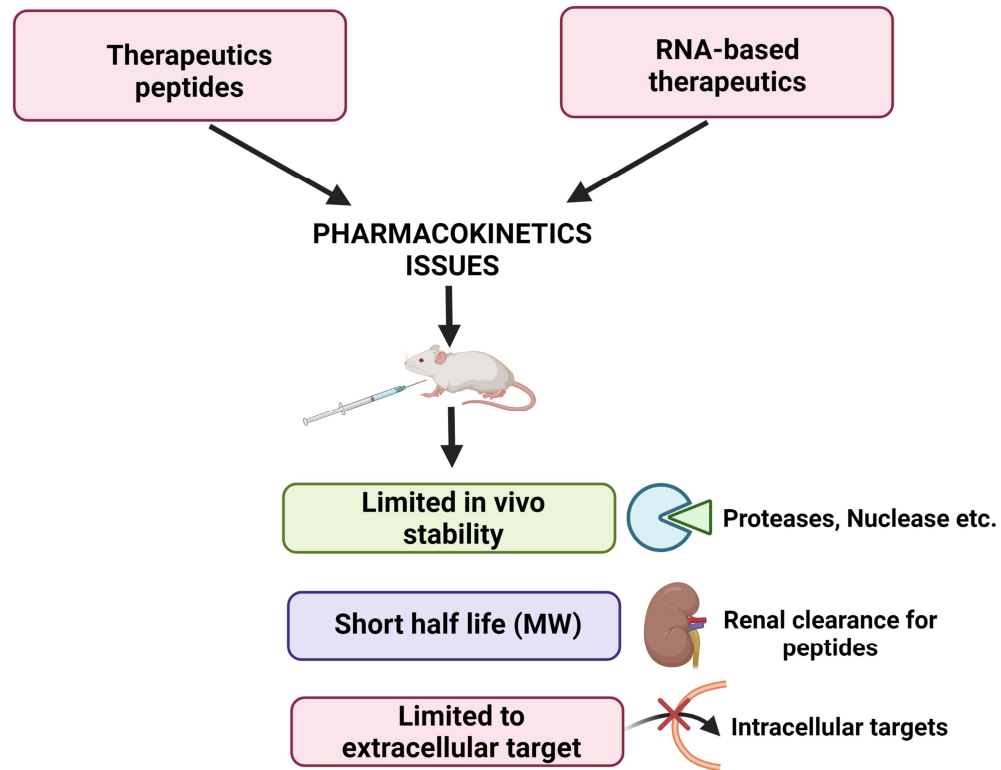 Therapeutics
peptides
RNA-based
therapeutics
PHARMACOKINETICS
ISSUES
Limited in vivo
stability
Proteases, Nuclease etc.
Short half life (MW)
Renal clearance for
peptides
Limited to
extracellular target
Intracellular targets